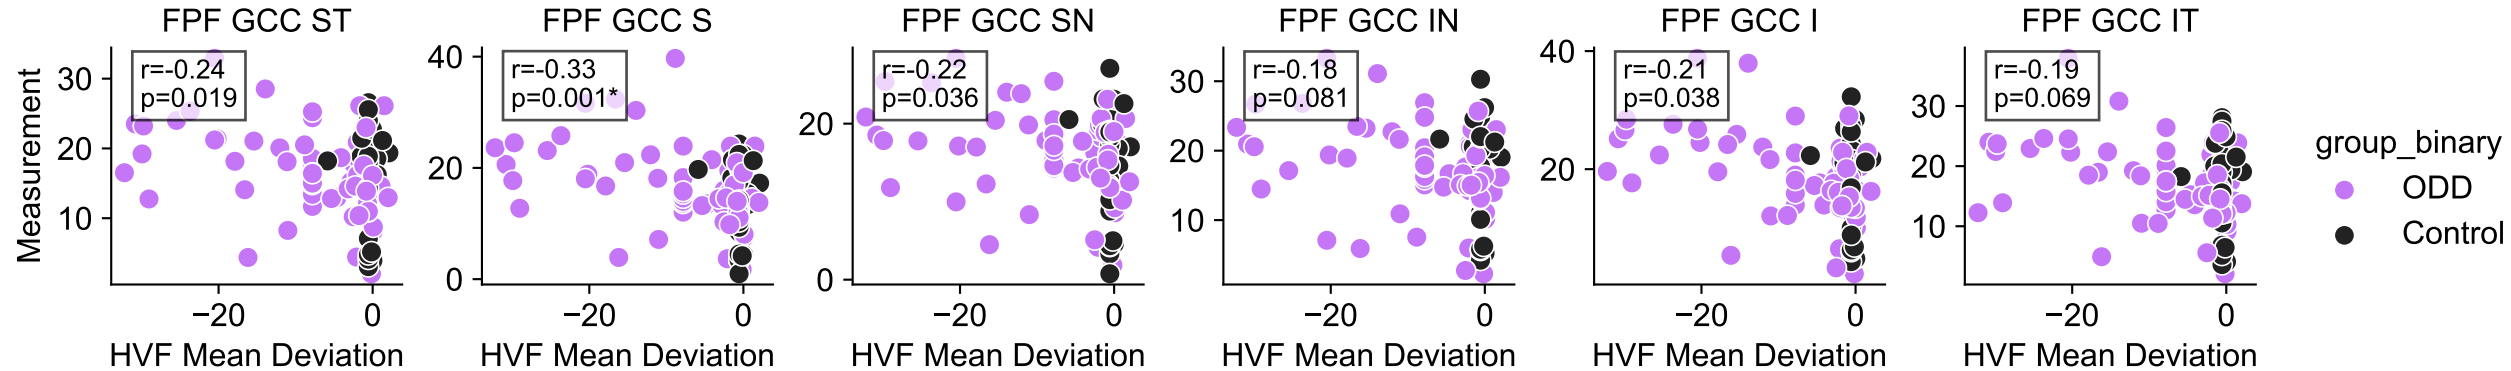 FPF GCC ST
FPF GCC S
FPF GCC SN
FPF GCC IN
FPF GCC I
FPF GCC IT
Measurement
30
20
10
r=-0.24
p=0.019
−20
0
HVF Mean Deviation
40
20
0
r=-0.33
p=0.001*
−20
0
HVF Mean Deviation
20
0
r=-0.22
p=0.036
−20
0
HVF Mean Deviation
30
20
10
r=-0.18
p=0.081
−20
0
HVF Mean Deviation
40
20
r=-0.21
p=0.038
−20
0
HVF Mean Deviation
30
20
10
r=-0.19
p=0.069
−20
0
HVF Mean Deviation
group_binary
ODD
Control